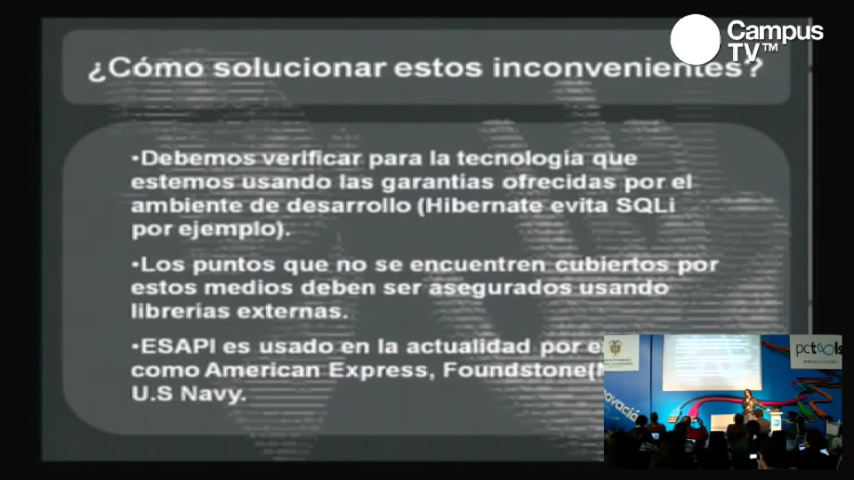 Campus
TV™
¿Cómo solucionar estos inconvenientes?
•Debemos verificar para la tecnología que
estemos usando las garantías ofrecidas por el
ambiente de desarrollo (Hibernate evita SQLi
por ejemplo).
•Los puntos que no se encuentren cubiertos por
estos medios deben ser asegurados usando
librerías externas.
•ESAPI es usado en la actualidad por
como American Express, Foundstone(
U.S Navy.
pctools